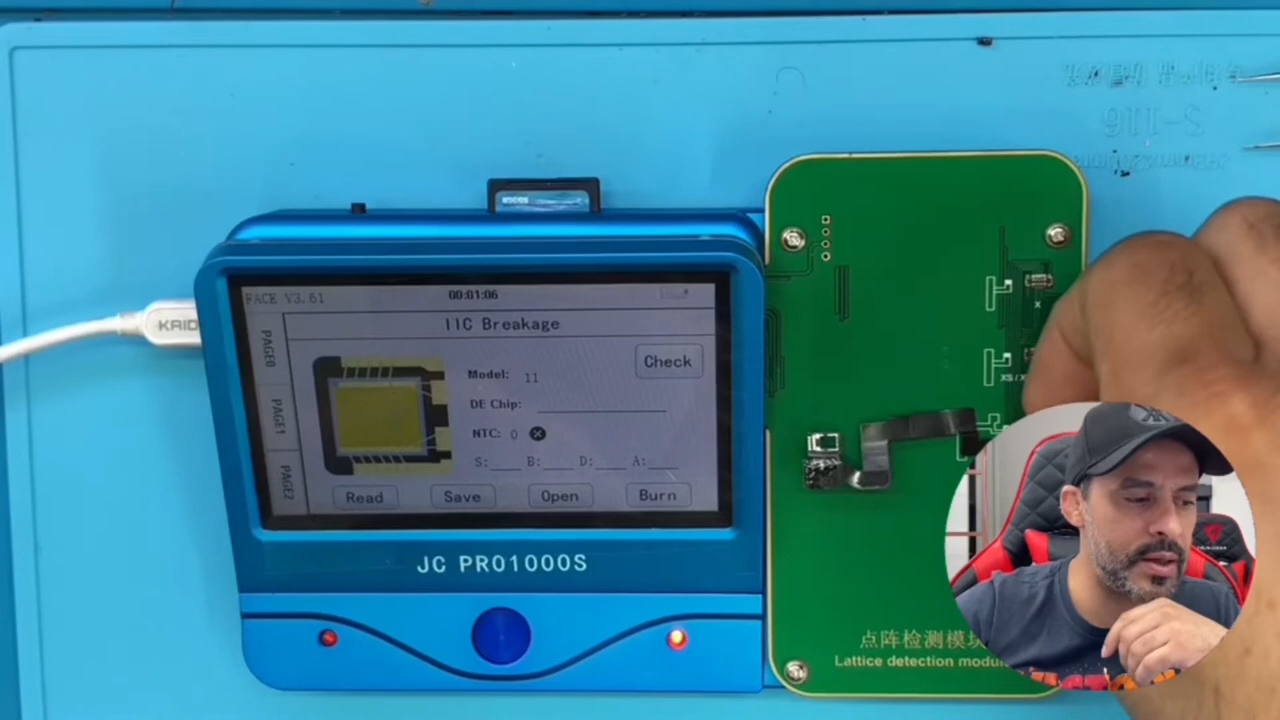 S-116
KAID
FACE V3.61
00:01:06
IIC Breakage
PAGE0
PAGE1
PAGE2
Model: 11
Check
DE Chip:
NTC: 0
S: B: D: A:
Read Save Open Burn
JC PRO1000S
X
点阵检测模块
Lattice detection modul